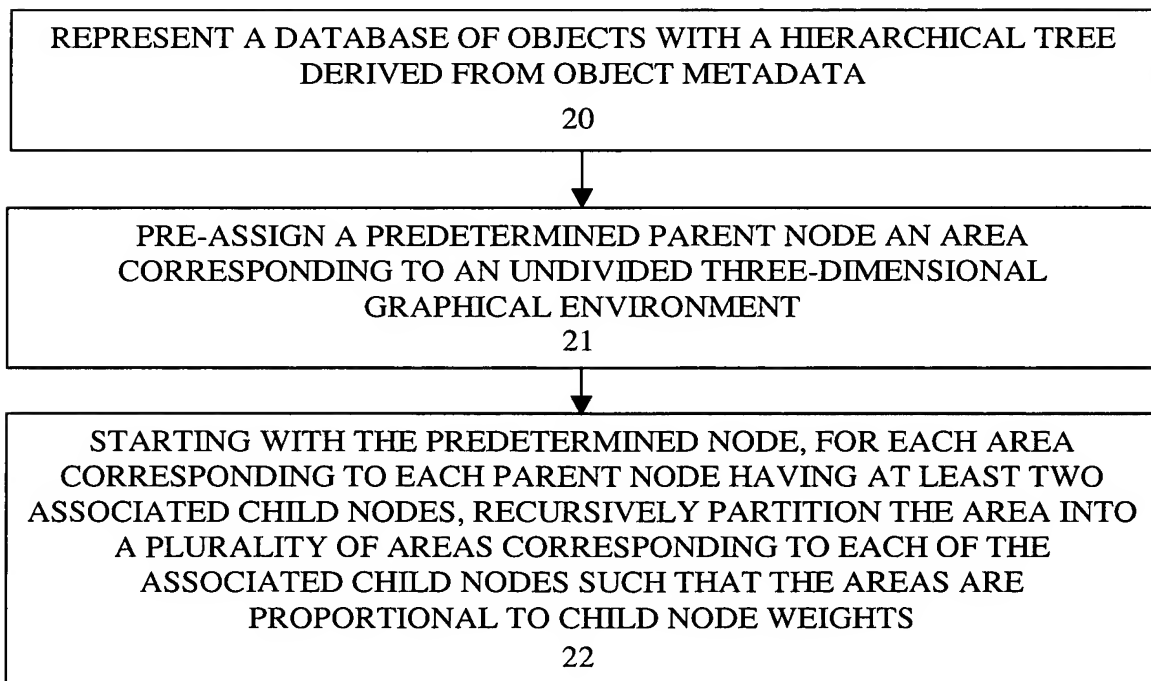 REPRESENT A DATABASE OF OBJECTS WITH A HIERARCHICAL TREE
DERIVED FROM OBJECT METADATA
20
PRE-ASSIGN A PREDETERMINED PARENT NODE AN AREA
CORRESPONDING TO AN UNDIVIDED THREE-DIMENSIONAL
GRAPHICAL ENVIRONMENT
21
STARTING WITH THE PREDETERMINED NODE, FOR EACH AREA
CORRESPONDING TO EACH PARENT NODE HAVING AT LEAST TWO
ASSOCIATED CHILD NODES, RECURSIVELY PARTITION THE AREA INTO
A PLURALITY OF AREAS CORRESPONDING TO EACH OF THE
ASSOCIATED CHILD NODES SUCH THAT THE AREAS ARE
PROPORTIONAL TO CHILD NODE WEIGHTS
22